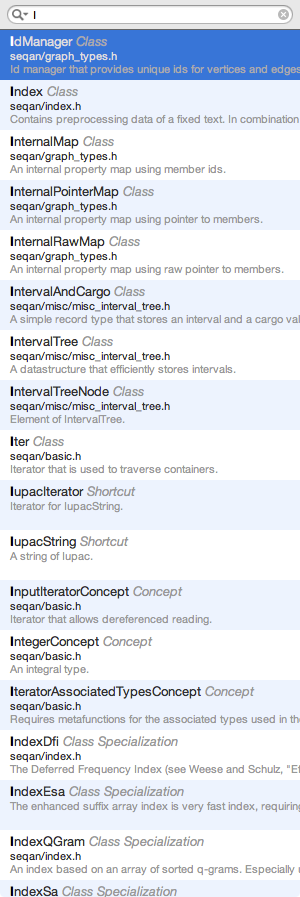 I
IdManager Class
seqan/graph_types.h
Id manager that provides unique ids for vertices and edges
Index Class
seqan/index.h
Contains preprocessing data of a fixed text. In combination
InternalMap Class
seqan/graph_types.h
An internal property map using member ids.
InternalPointerMap Class
seqan/graph_types.h
An internal property map using pointer to members.
InternalRawMap Class
seqan/graph_types.h
An internal property map using raw pointer to members.
IntervalAndCargo Class
seqan/misc/misc_interval_tree.h
A simple record type that stores an interval and a cargo val
IntervalTree Class
seqan/misc/misc_interval_tree.h
A datastructure that efficiently stores intervals.
IntervalTreeNode Class
seqan/misc/misc_interval_tree.h
Element of IntervalTree.
Iter Class
seqan/basic.h
Iterator that is used to traverse containers.
IupacIterator Shortcut
Iterator for IupacString.
IupacString Shortcut
A string of Iupac.
InputIteratorConcept Concept
seqan/basic.h
Iterator that allows dereferenced reading.
IntegerConcept Concept
seqan/basic.h
An integral type.
IteratorAssociatedTypesConcept Concept
seqan/basic.h
Requires metafunctions for the associated types used in the
IndexDfi Class Specialization
seqan/index.h
The Deferred Frequency Index (see Weese and Schulz, "Ef
IndexEsa Class Specialization
The enhanced suffix array index is very fast index, requiring
IndexQGram Class Specialization
seqan/index.h
An index based on an array of sorted q-grams. Especially
IndexSa Class Specialization